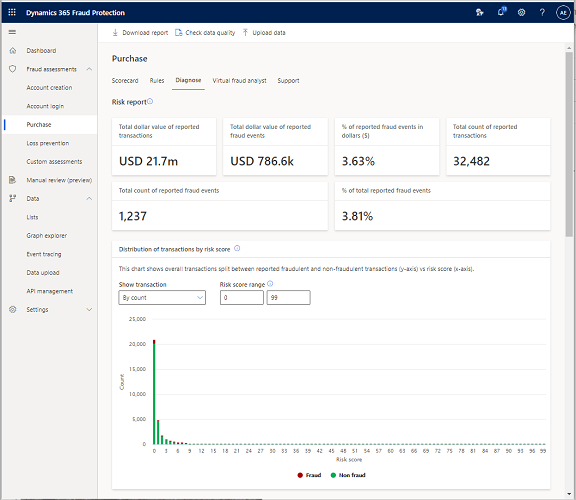 Dynamics 365 Fraud Protection
AE
Download report
Check data quality
Upload data
Dashboard
Fraud assessments
Account creation
Account login
Purchase
Loss prevention
Custom assessments
Manual review (preview)
Data
Lists
Graph explorer
Event tracing
Data upload
API management
Settings
Purchase
Scorecard
Rules
Diagnose
Virtual fraud analyst
Support
Risk report
Total dollar value of reported
transactions
USD 21.7m
Total dollar value of reported
fraud events
USD 786.6k
% of reported fraud events in
dollars ($)
3.63%
Total count of reported
transactions
32,482
Total count of reported fraud events
1,237
% of total reported fraud events
3.81%
Distribution of transactions by risk score
This chart shows overall transactions split between reported fraudulent and non-fraudulent transactions (y-axis) vs risk score (x-axis).
Show transaction
By count
Risk score range
0
99
25,000
20,000
15,000
10,000
5,000
0
Count
0 3 6 9 12 15 18 21 24 27 30 33 36 39 42 45 48 51 54 57 60 63 66 69 72 75 78 81 84 87 90 93 96 99
Risk score
Fraud
Non fraud